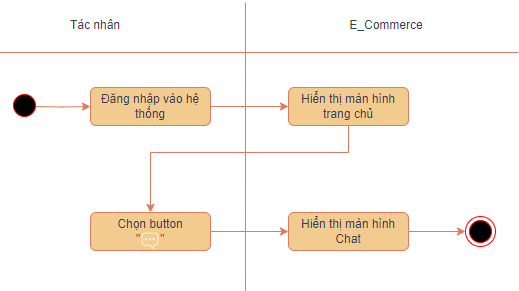 Tác nhân
E_Commerce
Đăng nhập vào hệ
thống
Hiển thị màn hình
trang chủ
Chọn button
" "
Hiển thị màn hình
Chat